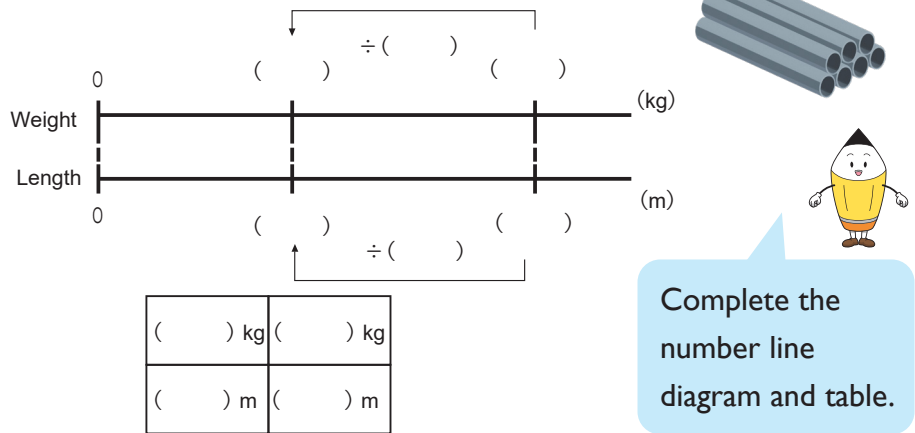 ÷ (     )
(     ) (     )
0
(kg)
Weight
Length
(m)
0
(     ) (     )
÷ (     )
(     ) kg (     ) kg
(     ) m (     ) m
Complete the
number line
diagram and table.